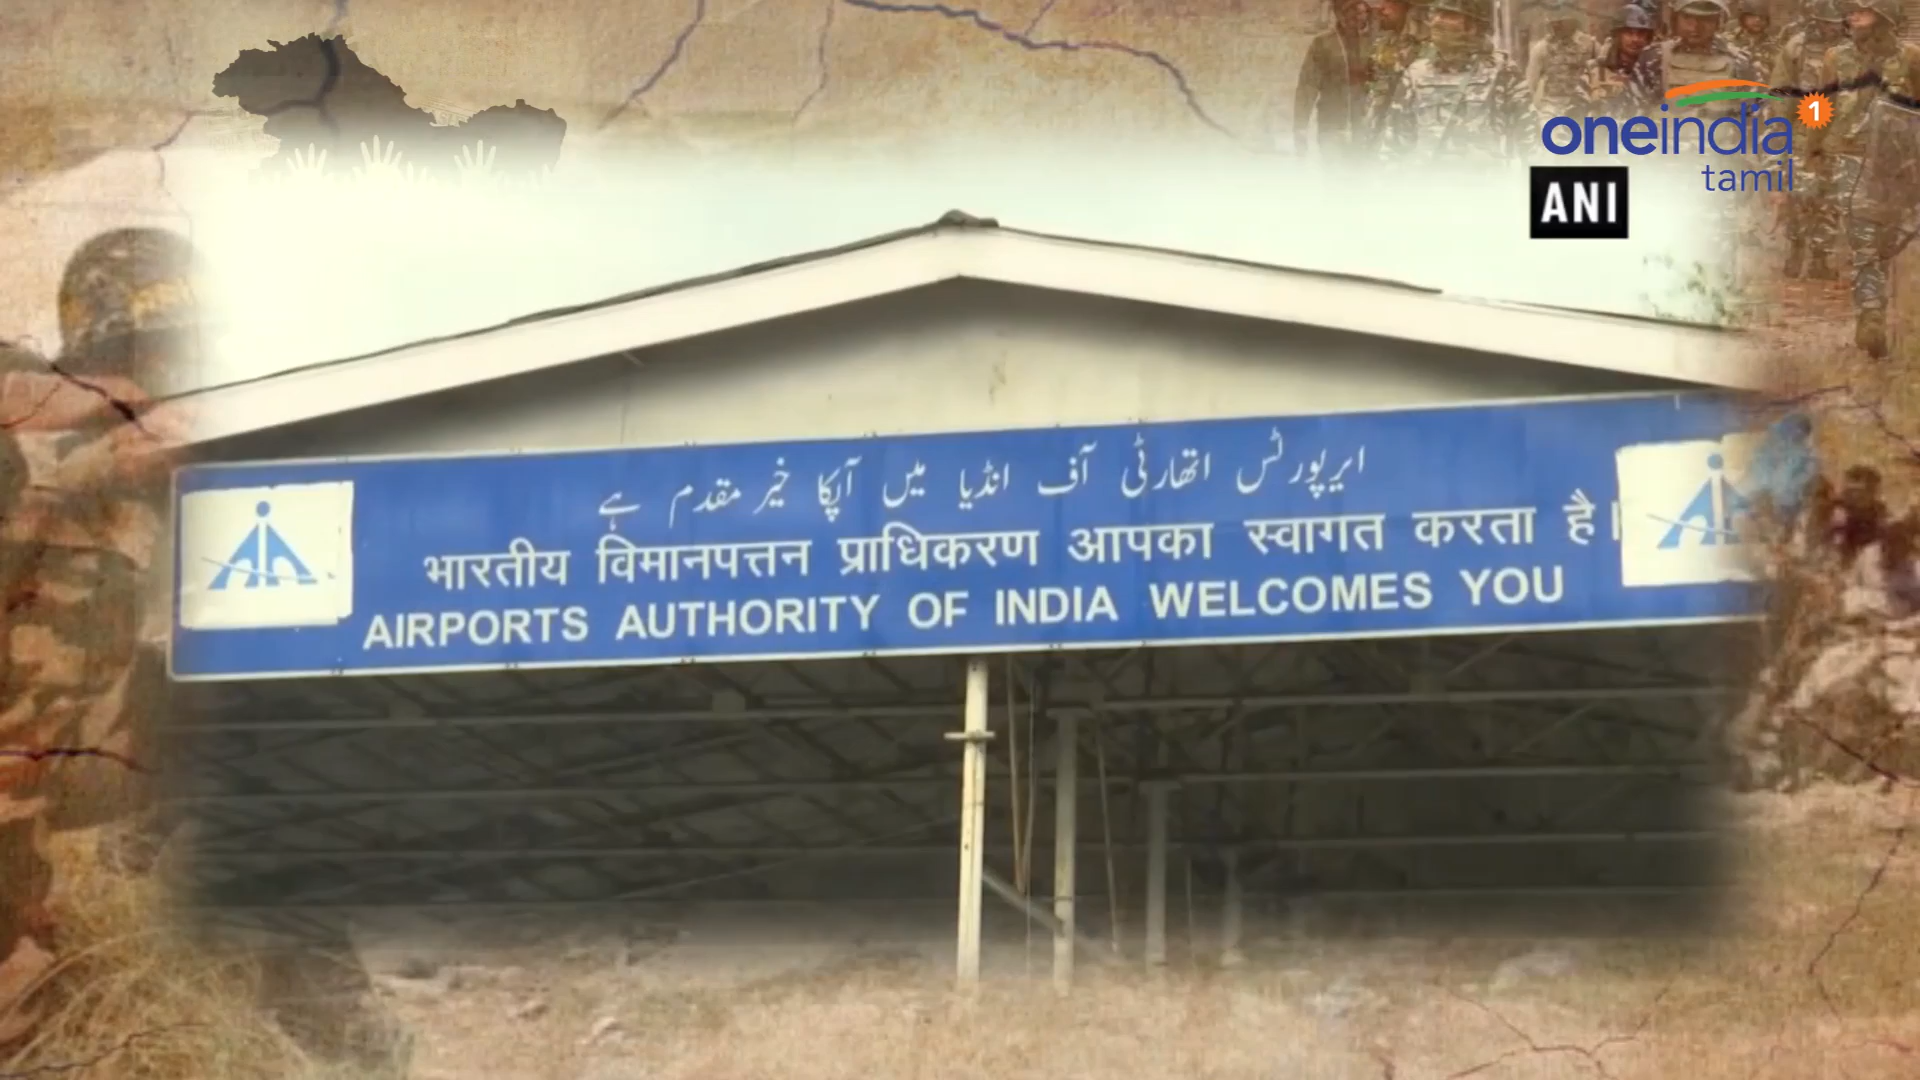 oneindia 1
tamil
ANI
ایرپورٹس اتھارٹی آف انڈیا میں آپکا خیر مقدم ہے
भारतीय विमानपत्तन प्राधिकरण आपका स्वागत करता है।
AIRPORTS AUTHORITY OF INDIA WELCOMES YOU